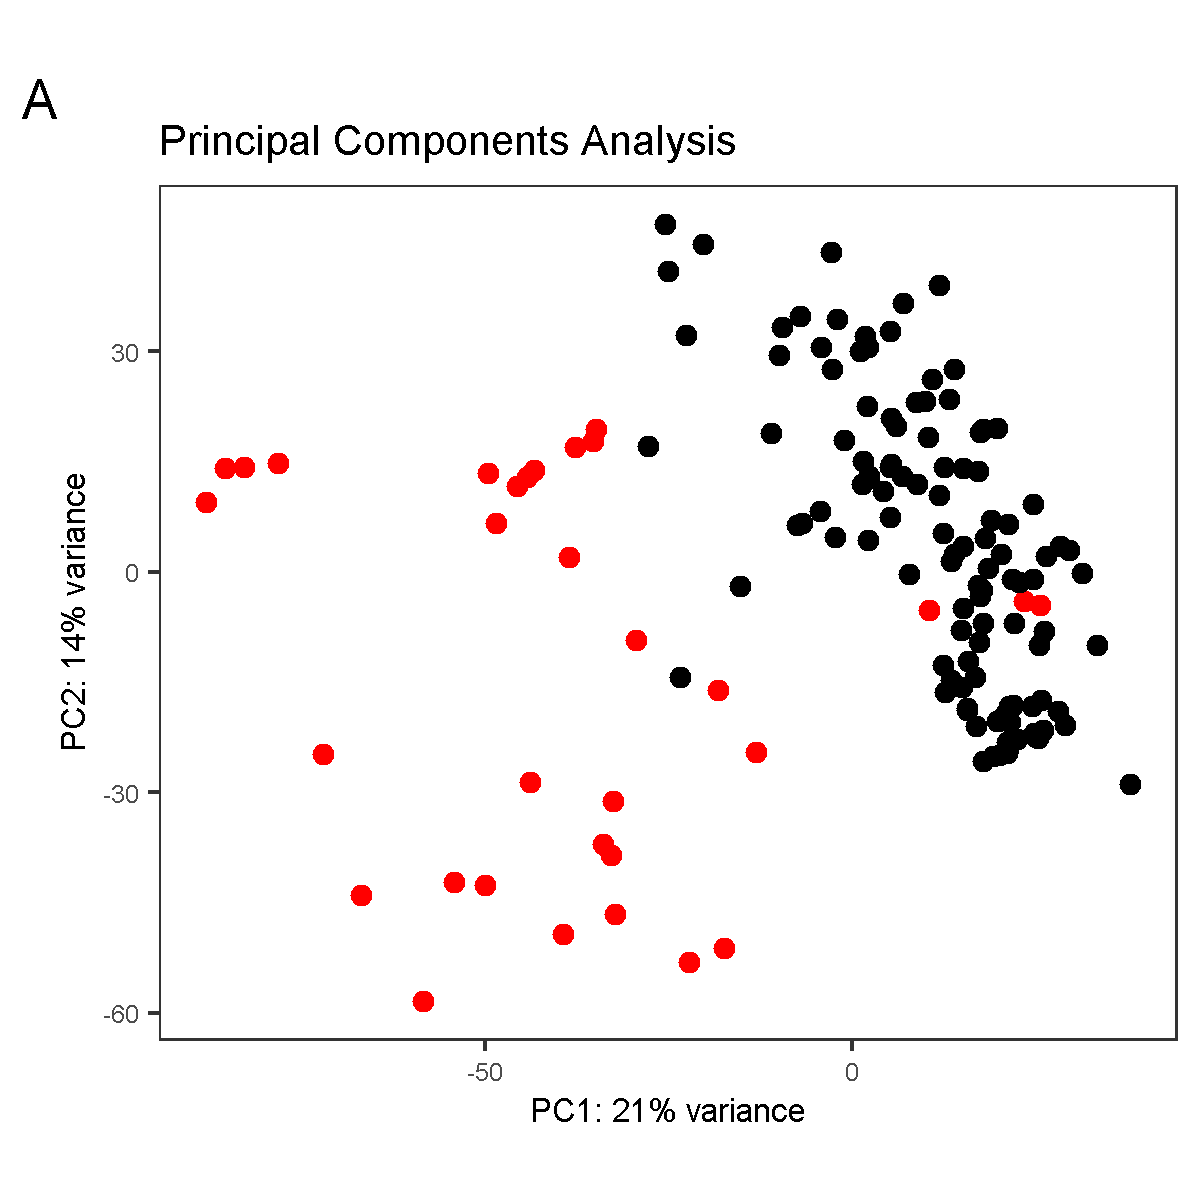 A
Principal Components Analysis
PC2: 14% variance
30
0
-30
-60
-50
0
PC1: 21% variance